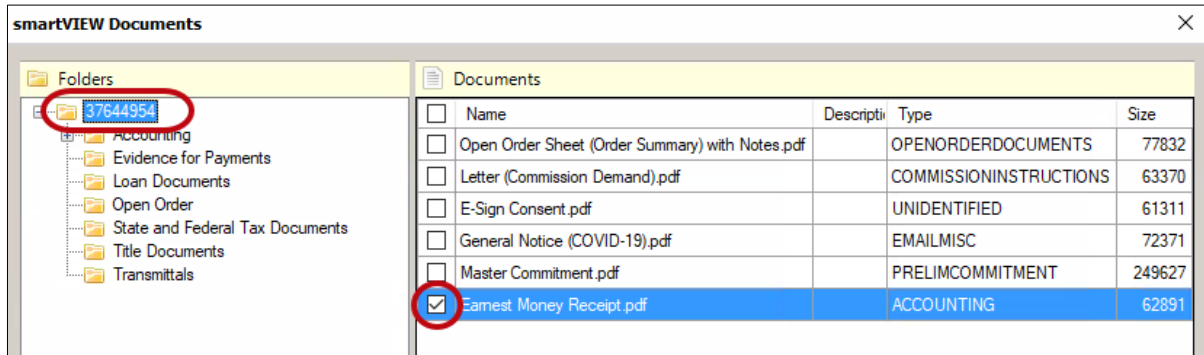 smartVIEW Documents
Folders
37644954
Accounting
Evidence for Payments
Loan Documents
Open Order
State and Federal Tax Documents
Title Documents
Transmittals
Documents
Name Descripti Type Size
Open Order Sheet (Order Summary) with Notes.pdf OPENORDERDOCUMENTS 77832
Letter (Commission Demand).pdf COMMISSIONINSTRUCTIONS 63370
E-Sign Consent.pdf UNIDENTIFIED 61311
General Notice (COVID-19).pdf EMAILMISC 72371
Master Commitment.pdf PRELIMCOMMITMENT 249627
Earnest Money Receipt.pdf ACCOUNTING 62891